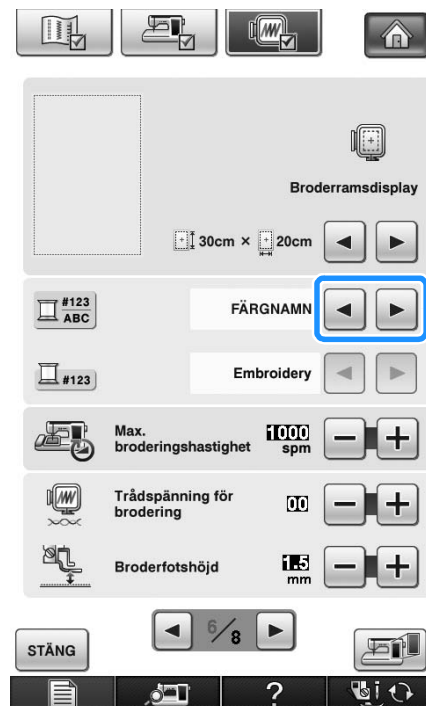 Broderramsdisplay
30cm × 20cm
#123
ABC
FÄRGNAMN
#123
Embroidery
Max.
broderingshastighet
1000
spm
Trådspänning för
brodering
00
Broderfotshöjd
1.5
mm
STÄNG
6/8
?